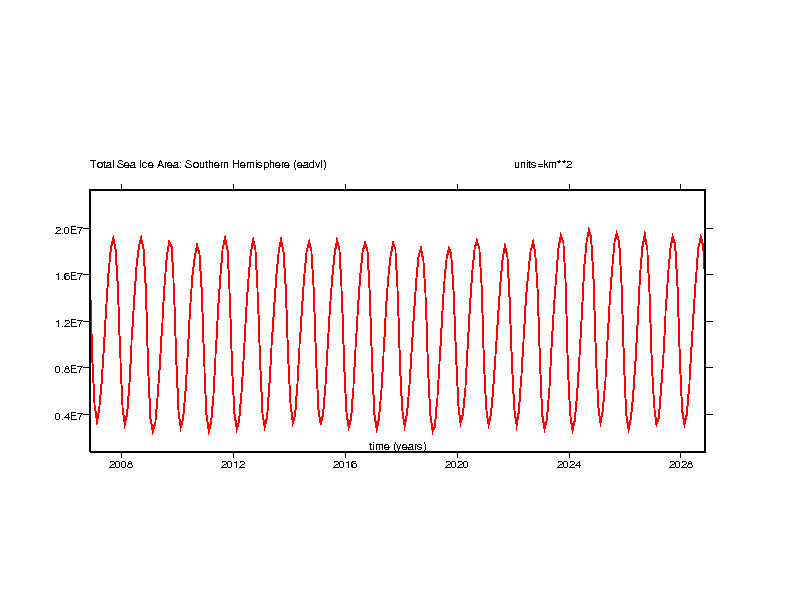 Total Sea Ice Area: Southern Hemisphere (eadvl) units=km**2
2.0E7
1.6E7
1.2E7
0.8E7
0.4E7
time (years)
2008 2012 2016 2020 2024 2028